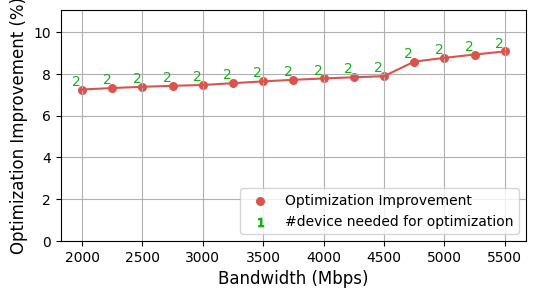 Optimization Improvement (%)
10
8
6
4
2
0
2 2 2 2 2 2 2 2 2 2 2 2 2 2 2
Optimization Improvement
1 #device needed for optimization
2000 2500 3000 3500 4000 4500 5000 5500
Bandwidth (Mbps)